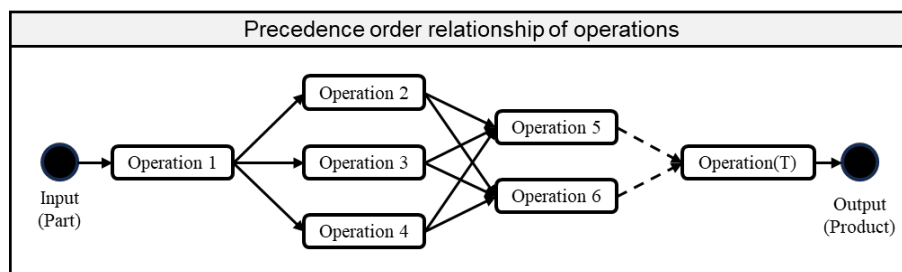 Precedence order relationship of operations
Operation 2
Operation 5
Operation 1
Operation 3
Operation(T)
Input
(Part)
Operation 6
Output
(Product)
Operation 4